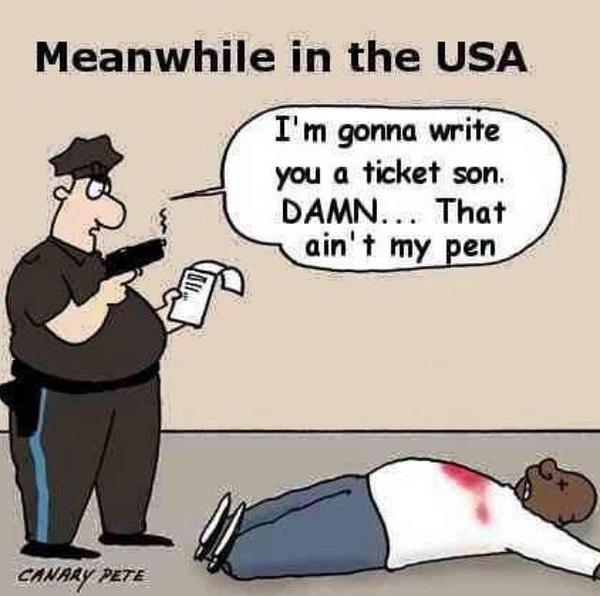 Meanwhile in the USA
I'm gonna write
you a ticket son.
DAMN... That
ain't my pen
CANARY PETE